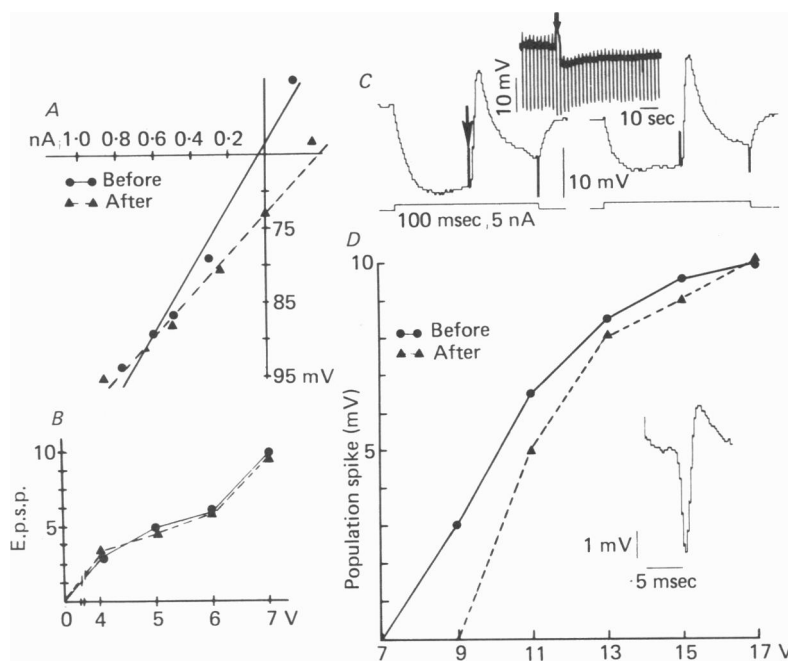 A
nA 1·0 0·8 0·6 0·4 0·2
Before
After
75
85
95 mV
B
E.p.s.p.
10
5
0 4 5 6 7 V
C
10 mV
10 sec
10 mV
100 msec, 5 nA
D
Before
After
Population spike (mV)
10
5
1 mV
·5 msec
7 9 11 13 15 17 V